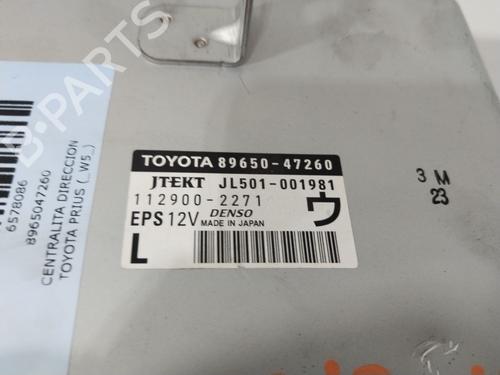 TOYOTA 89650-47260
JTEKT JL501-001981
112900-2271 ウ
EPS 12V DENSO MADE IN JAPAN
L
3 M
23
CENTRALITA DIRECCION
TOYOTA PRIUS (_W5_)
8965047260
6578086
B-PARTS